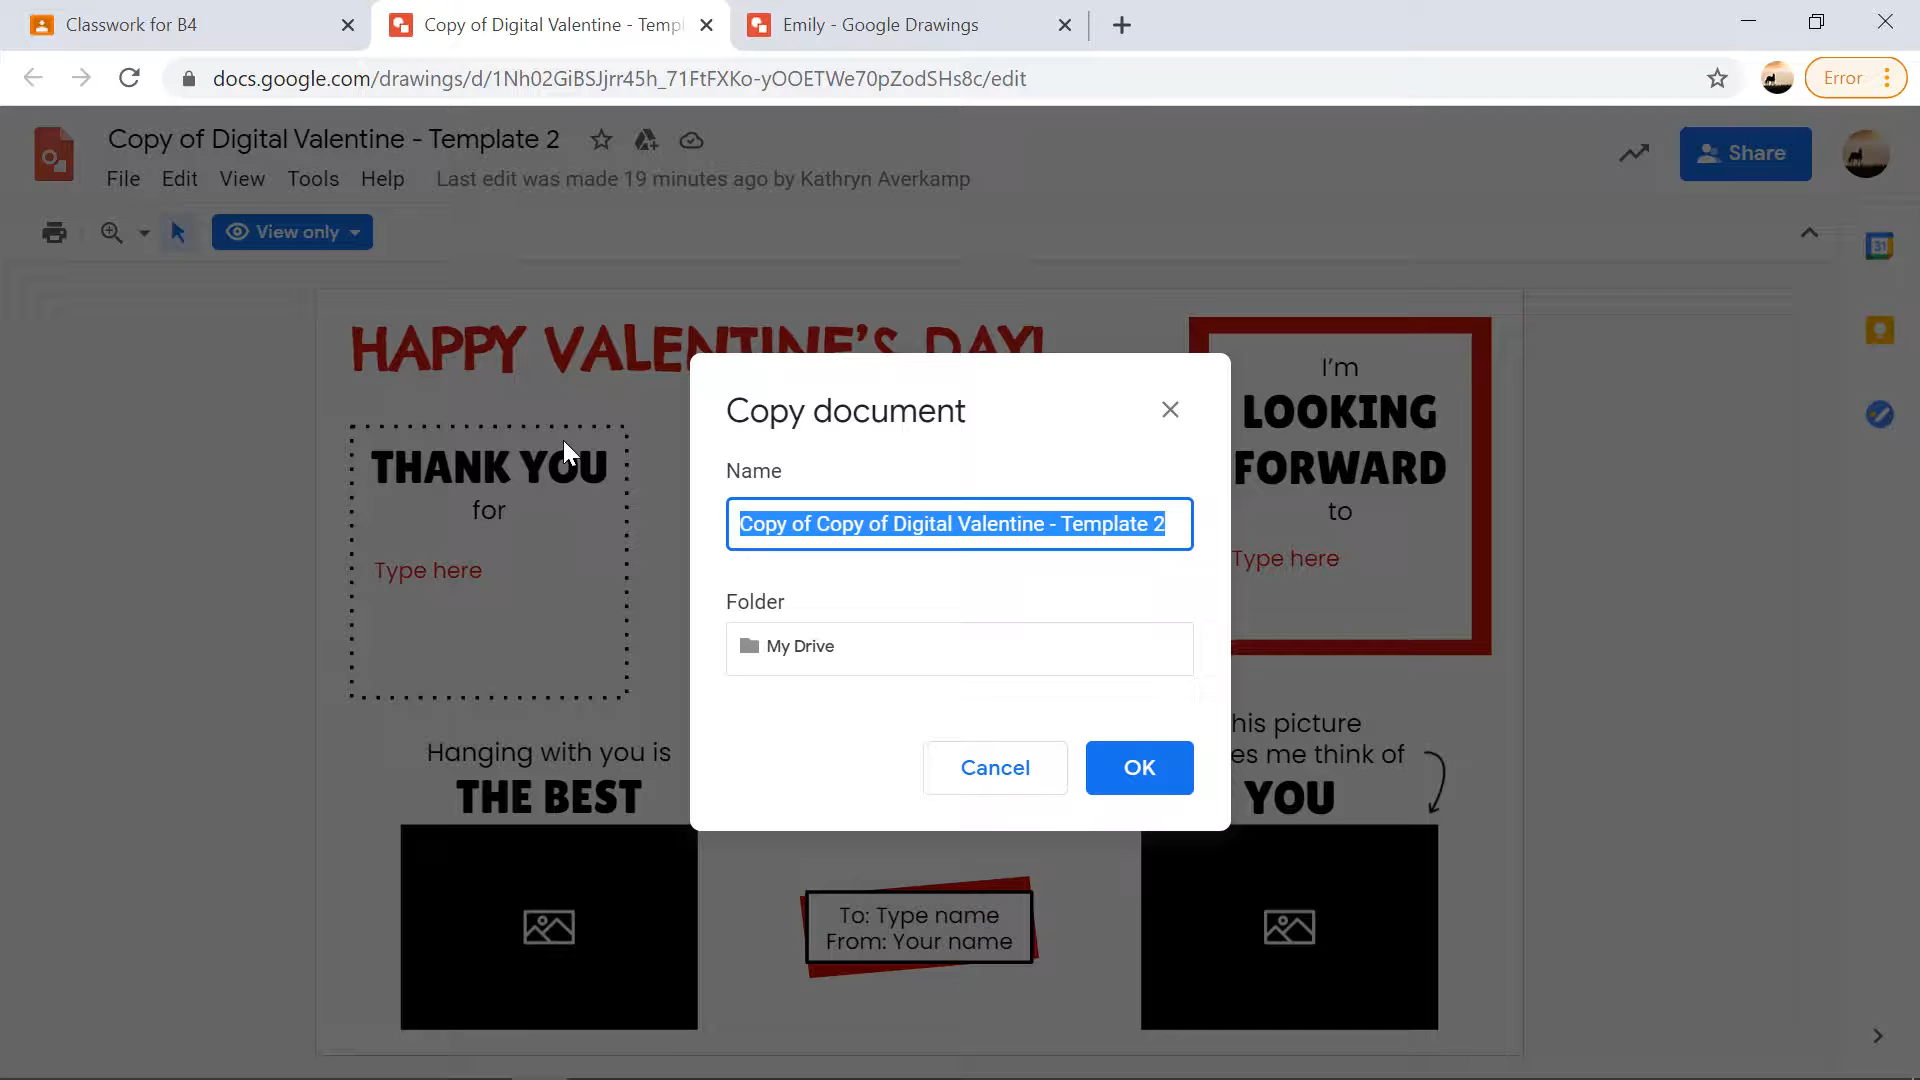 Classwork for B4
Copy of Digital Valentine - Temp
Emily - Google Drawings
docs.google.com/drawings/d/1Nh02GiBSJjrr45h_71FtFXKo-yOOETWe70pZodSHs8c/edit
Error
Copy of Digital Valentine - Template 2
File Edit View Tools Help Last edit was made 19 minutes ago by Kathryn Averkamp
Share
View only
31
HAPPY VALENTINE'S DAY!
THANK YOU
for
Type here
I'm
LOOKING
FORWARD
to
Type here
Copy document
Name
Copy of Copy of Digital Valentine - Template 2
Folder
My Drive
Cancel
OK
Hanging with you is
THE BEST
To: Type name
From: Your name
his picture
es me think of
YOU